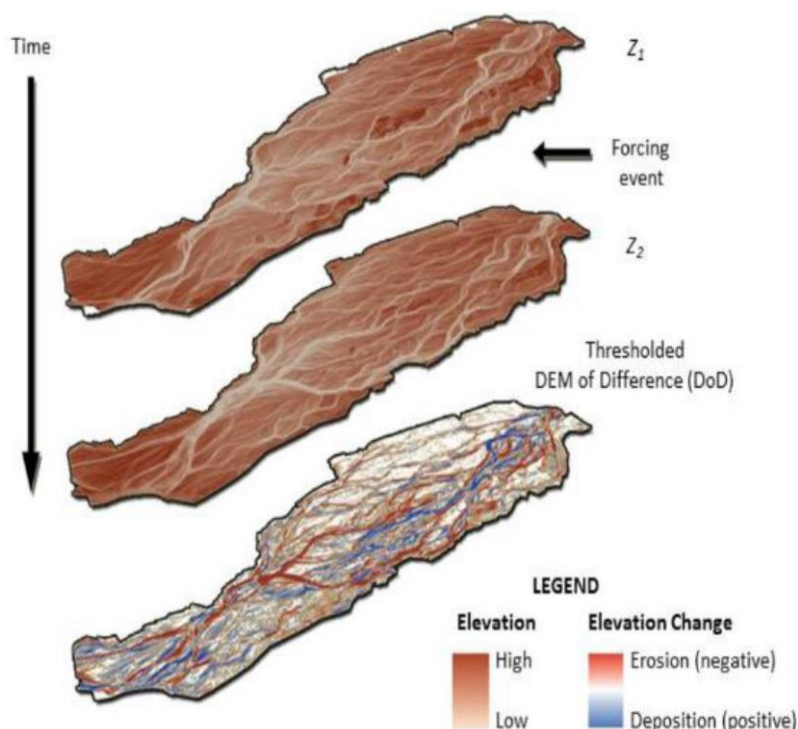 Time
Z1
Forcing
event
Z2
Thresholded
DEM of Difference (DoD)
LEGEND
Elevation
High
Low
Elevation Change
Erosion (negative)
Deposition (positive)